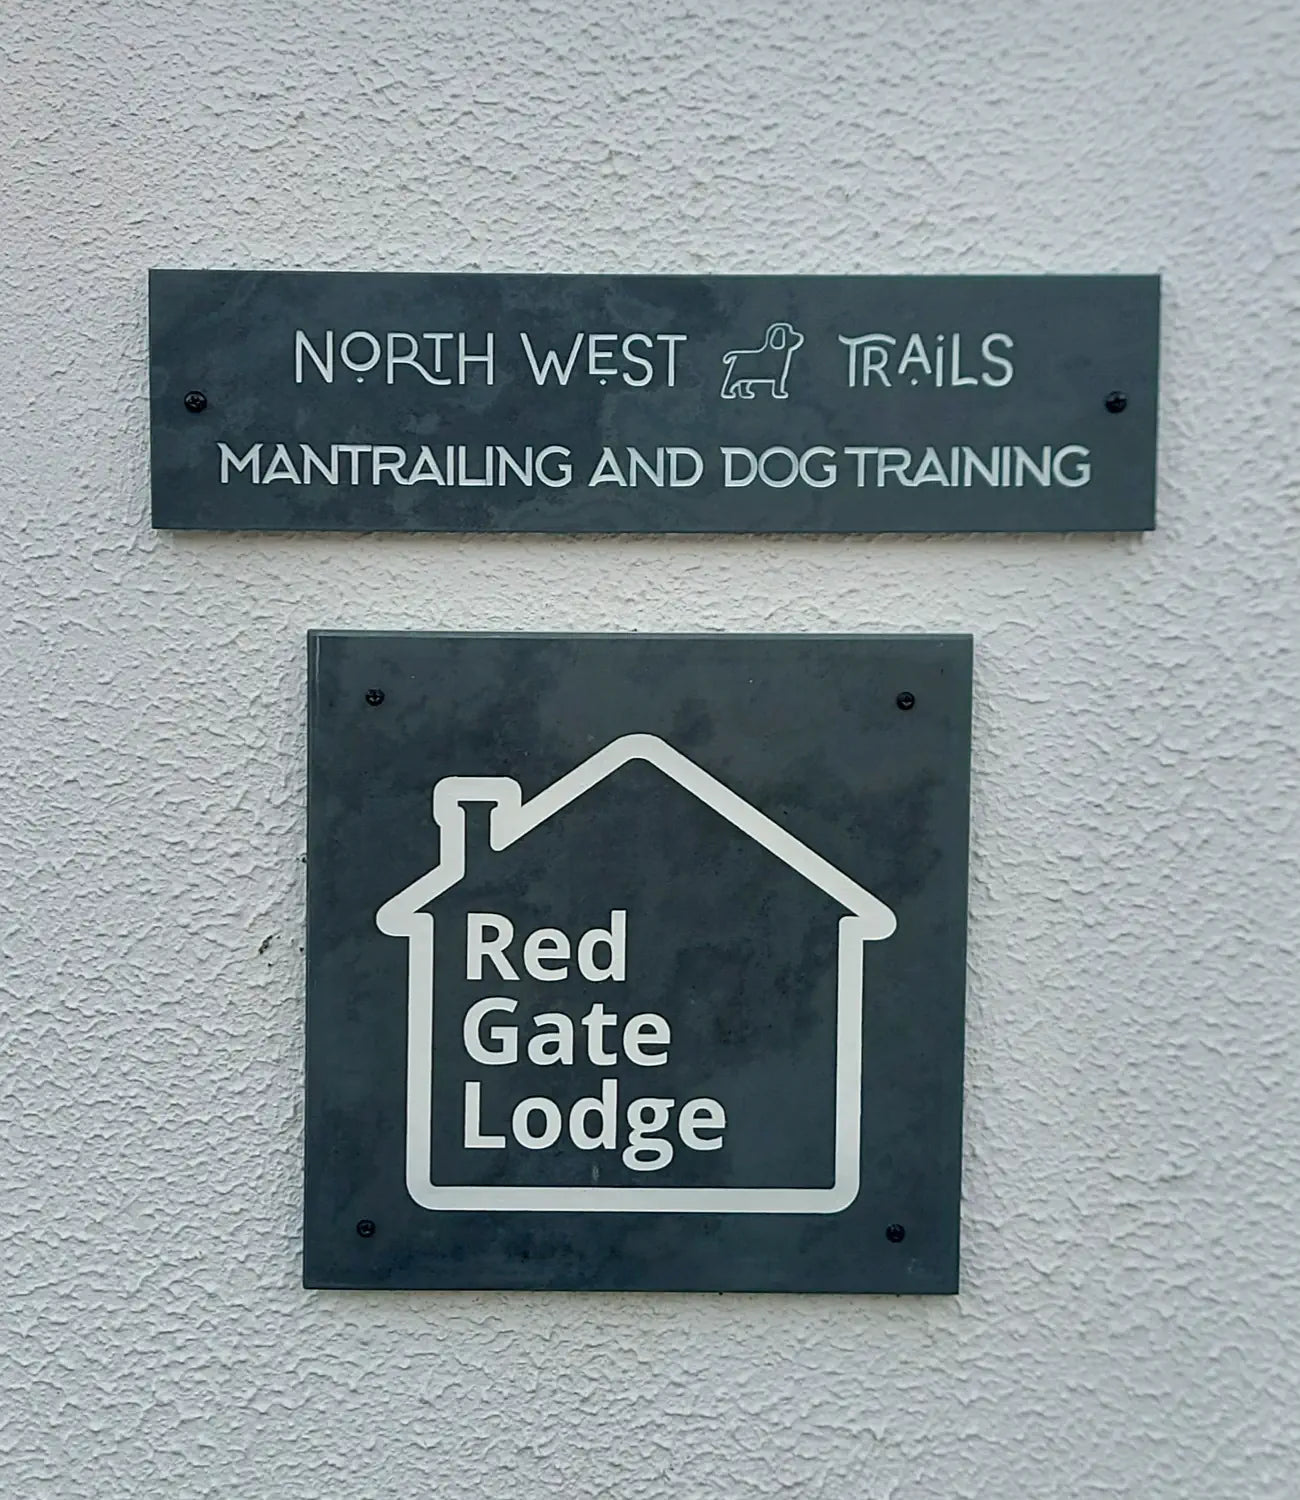 NORTH WEST TRAiLS
MANTRAILING AND DOG TRAINING
Red
Gate
Lodge